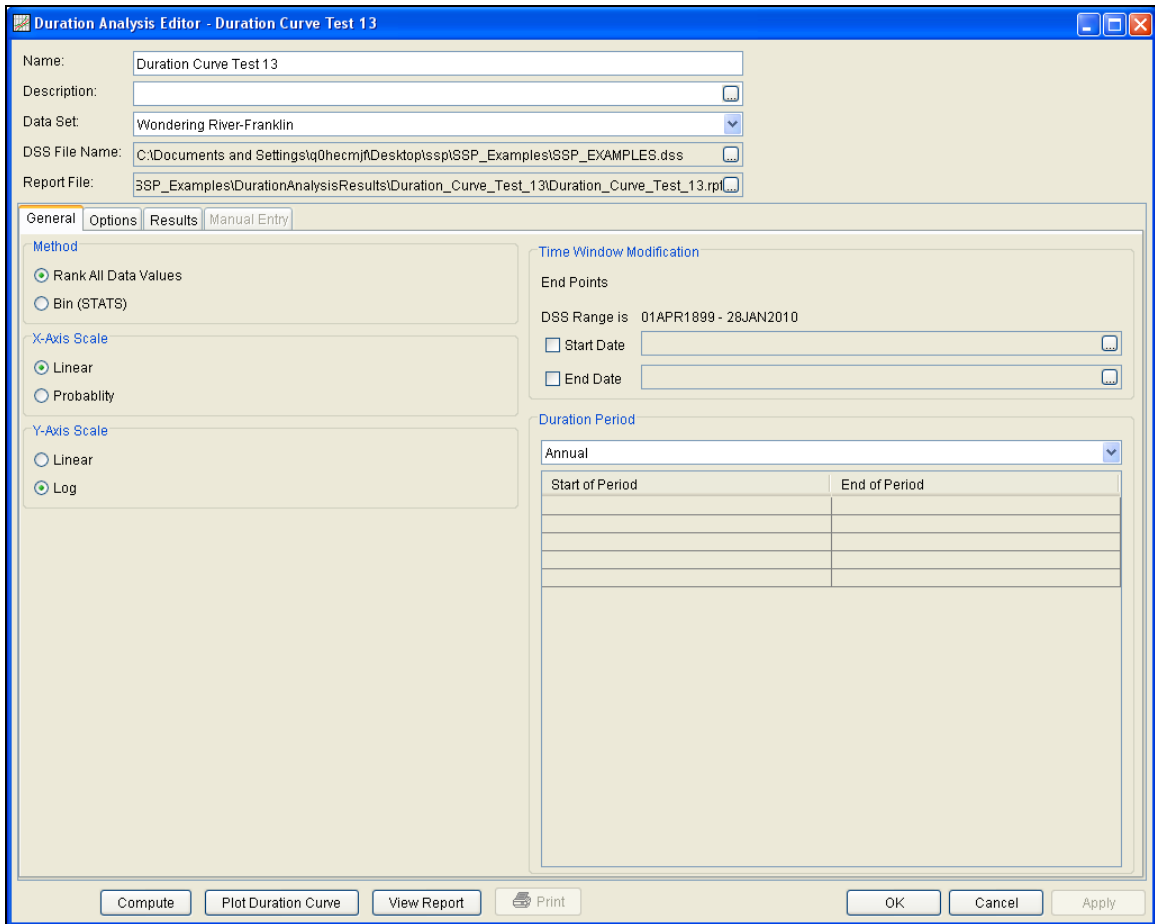 Duration Analysis Editor - Duration Curve Test 13
Name: Duration Curve Test 13
Description: ...
Data Set: Wondering River-Franklin
DSS File Name: C:\Documents and Settings\q0hecmjf\Desktop\ssp\SSP_Examples\SSP_EXAMPLES.dss ...
Report File: SSP_Examples\DurationAnalysisResults\Duration_Curve_Test_13\Duration_Curve_Test_13.rpt ...
General Options Results Manual Entry
Method
Rank All Data Values
Bin (STATS)
X-Axis Scale
Linear
Probablity
Y-Axis Scale
Linear
Log
Time Window Modification
End Points
DSS Range is 01APR1899 - 28JAN2010
Start Date ...
End Date ...
Duration Period
Annual
Start of Period End of Period
Compute Plot Duration Curve View Report Print OK Cancel Apply